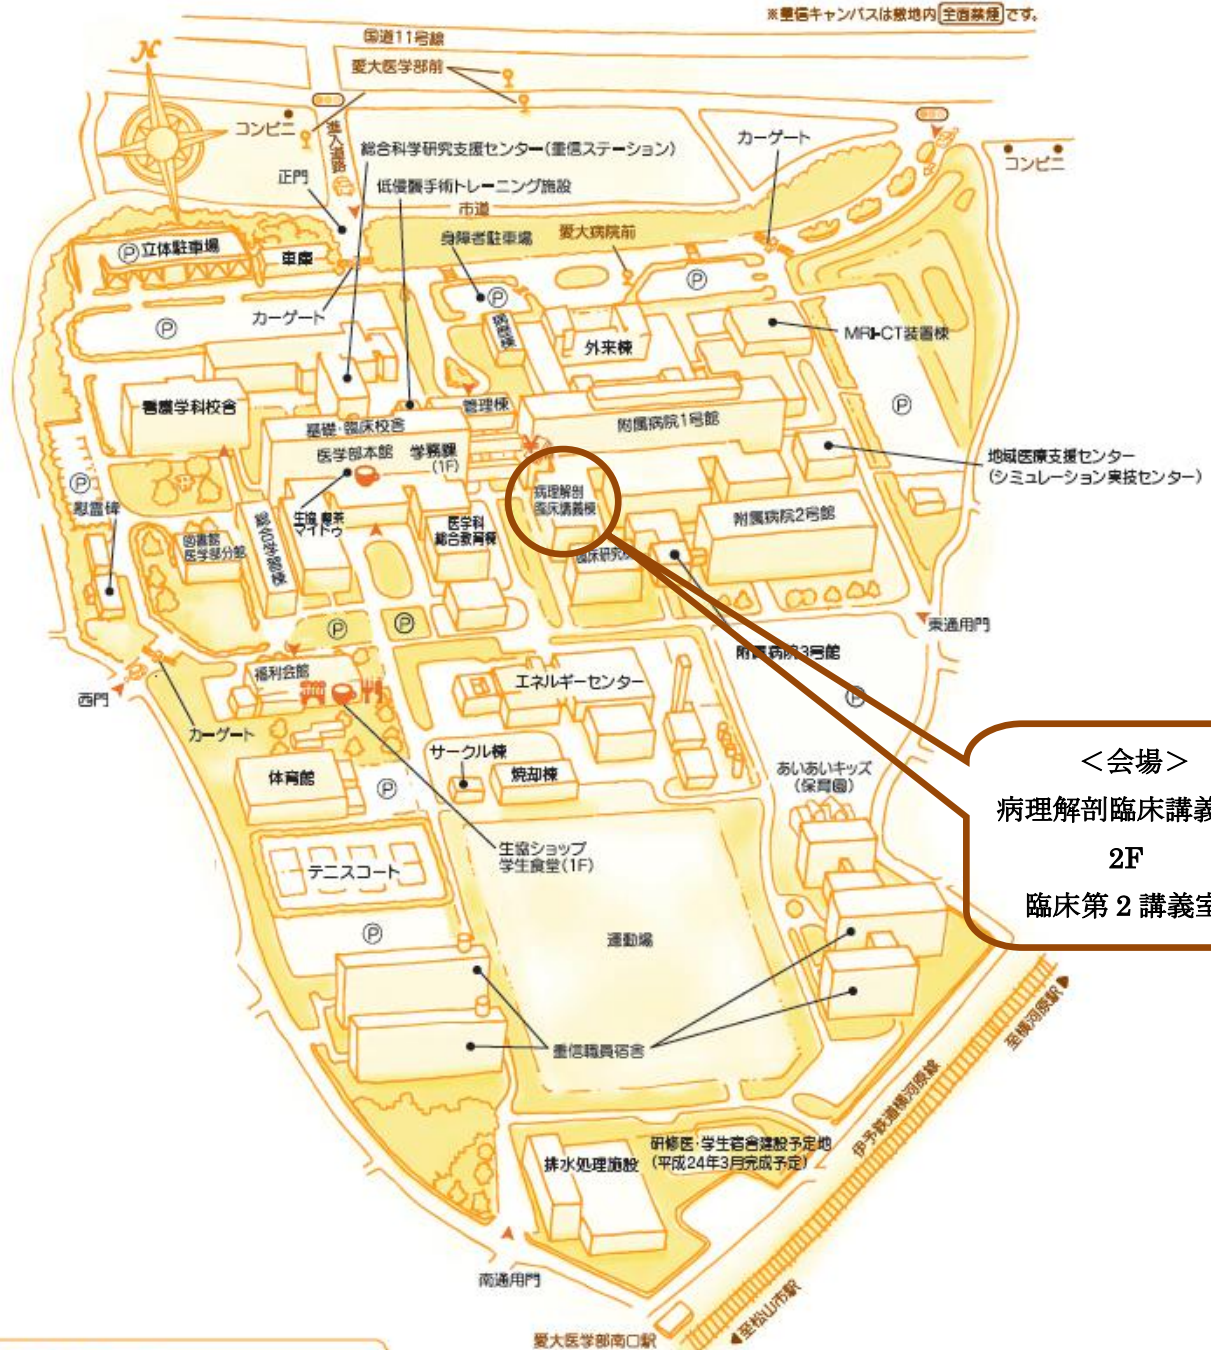 ※重信キャンパスは敷地内全面禁煙です。
国道11号線
愛大医学部前
コンビニ
進入道路
カーゲート
コンビニ
総合科学研究支援センター(重信ステーション)
正門
低侵襲手術トレーニング施設
市道
身障者駐車場
愛大病院前
N
P立体駐車場
車庫
P
P
カーゲート
P
外来棟
MRI-CT装置棟
P
看護学科校舎
管理棟
基礎・臨床校舎
附属病院1号館
医学部本館
学務課
(1F)
地域医療支援センター
(シミュレーション実技センター)
P
慰霊碑
生協 喫茶
マイドゥ
医学科
総合教育棟
病理解剖
臨床講義棟
附属病院2号館
図書館
医学部分館
臨床研究
東通用門
P
P
附属病院3号館
福利会館
エネルギーセンター
P
西門
カーゲート
サークル棟
体育館
焼却棟
P
あいあいキッズ
(保育園)
<会場>
病理解剖臨床講義
2F
臨床第2講義室
生協ショップ
学生食堂(1F)
テニスコート
P
運動場
重信職員宿舎
至横河原駅
伊予鉄道横河原線
研修医・学生宿舎建設予定地
(平成24年3月完成予定)
排水処理施設
南通用門
至松山市駅
愛大医学部南口駅